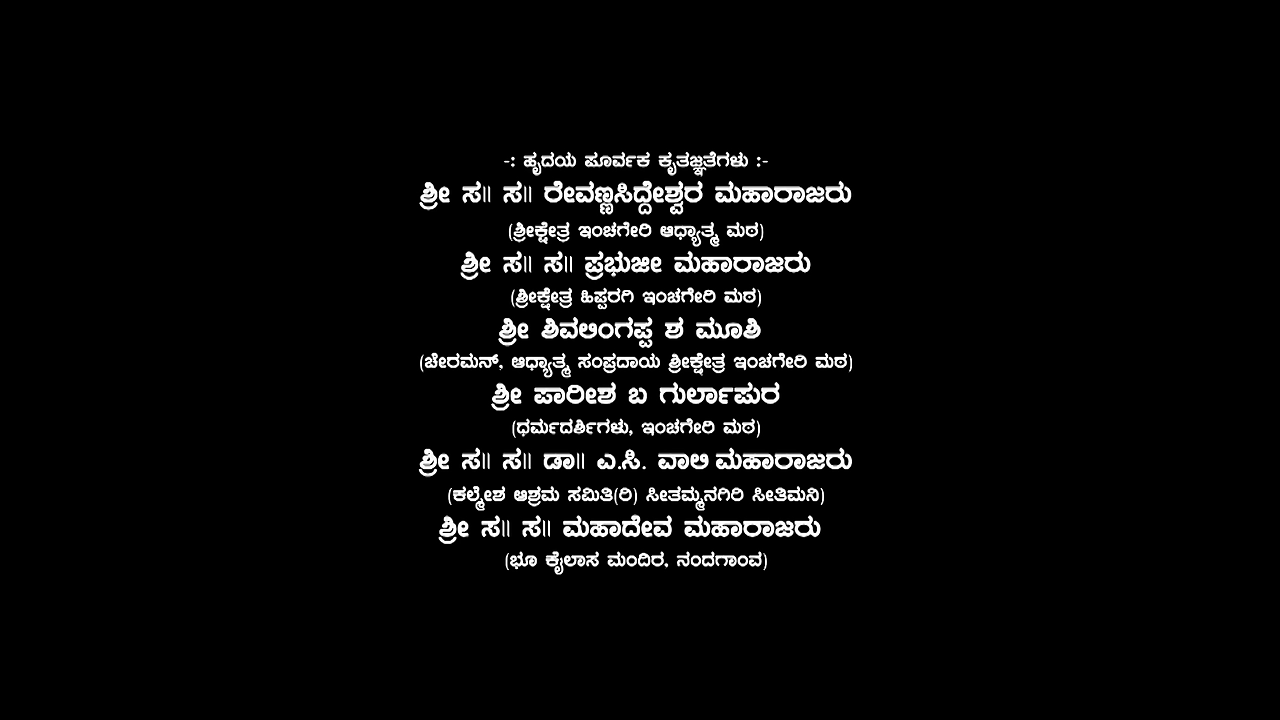 -: ಹೃದಯ ಪೂರ್ವಕ ಕೃತಜ್ಞತೆಗಳು :-
ಶ್ರೀ ಸ॥ ಸ॥ ರೇವಣ್ಣಸಿದ್ದೇಶ್ವರ ಮಹಾರಾಜರು
(ಶ್ರೀಕ್ಷೇತ್ರ ಇಂಚಗೇರಿ ಆಧ್ಯಾತ್ಮ ಮಠ)
ಶ್ರೀ ಸ॥ ಸ॥ ಪ್ರಭುಜೀ ಮಹಾರಾಜರು
(ಶ್ರೀಕ್ಷೇತ್ರ ಹಿಪ್ಪರಗಿ ಇಂಚಗೇರಿ ಮಠ)
ಶ್ರೀ ಶಿವಲಿಂಗಪ್ಪ ಶ ಮೂಶಿ
(ಚೇರಮನ್, ಆಧ್ಯಾತ್ಮ ಸಂಪ್ರದಾಯ ಶ್ರೀಕ್ಷೇತ್ರ ಇಂಚಗೇರಿ ಮಠ)
ಶ್ರೀ ಪಾರೀಶ ಬ ಗುರ್ಲಾಪುರ
(ಧರ್ಮದರ್ಶಿಗಳು, ಇಂಚಗೇರಿ ಮಠ)
ಶ್ರೀ ಸ॥ ಸ॥ ಡಾ॥ ಎ.ಸಿ. ವಾಲಿ ಮಹಾರಾಜರು
(ಕಲ್ಮೇಶ ಆಶ್ರಮ ಸಮಿತಿ(ರಿ) ಸೀತಮ್ಮನಗಿರಿ ಸೀತಿಮನಿ)
ಶ್ರೀ ಸ॥ ಸ॥ ಮಹಾದೇವ ಮಹಾರಾಜರು
(ಭೂ ಕೈಲಾಸ ಮಂದಿರ, ನಂದಗಾಂವ)